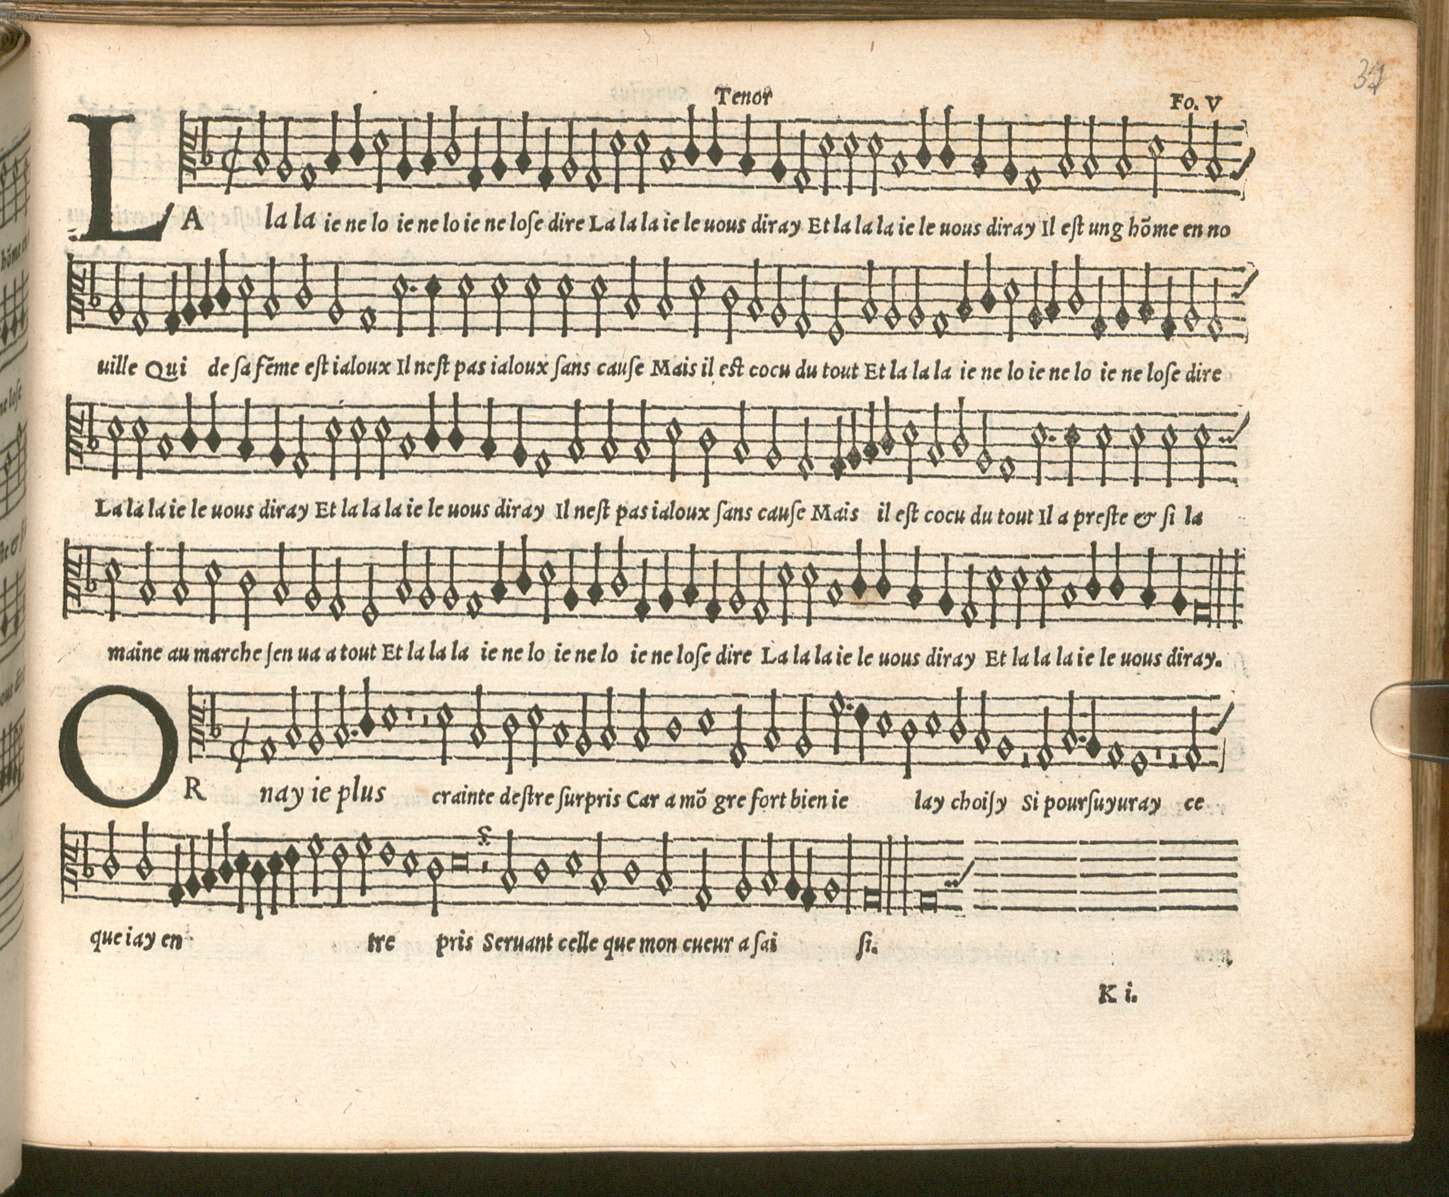 Tenor
Fo. V
LA la la ie ne lo ie ne lo ie ne loſe dire La la la ie le uous diray Et la la la ie le uous diray Il eſt ung hõme en no
uille Qui de ſa fẽme eſt ialoux Il neſt pas ialoux ſans cauſe Mais il eſt cocu du tout Et la la la ie ne lo ie ne lo ie ne loſe dire
La la la ie le uous diray Et la la la ie le uous diray Il neſt pas ialoux ſans cauſe Mais il eſt cocu du tout Il a preſte & ſi la
maine au marche ſen ua a tout Et la la la ie ne lo ie ne lo ie ne loſe dire La la la ie le uous diray Et la la la ie le uous diray.
OR nay ie plus crainte deſtre ſurpris Car a mõ gre fort bien ie lay choiſy Si pourſuyuray ce
que iay en tre pris Seruant celle que mon cueur a ſai ſi.
K i.